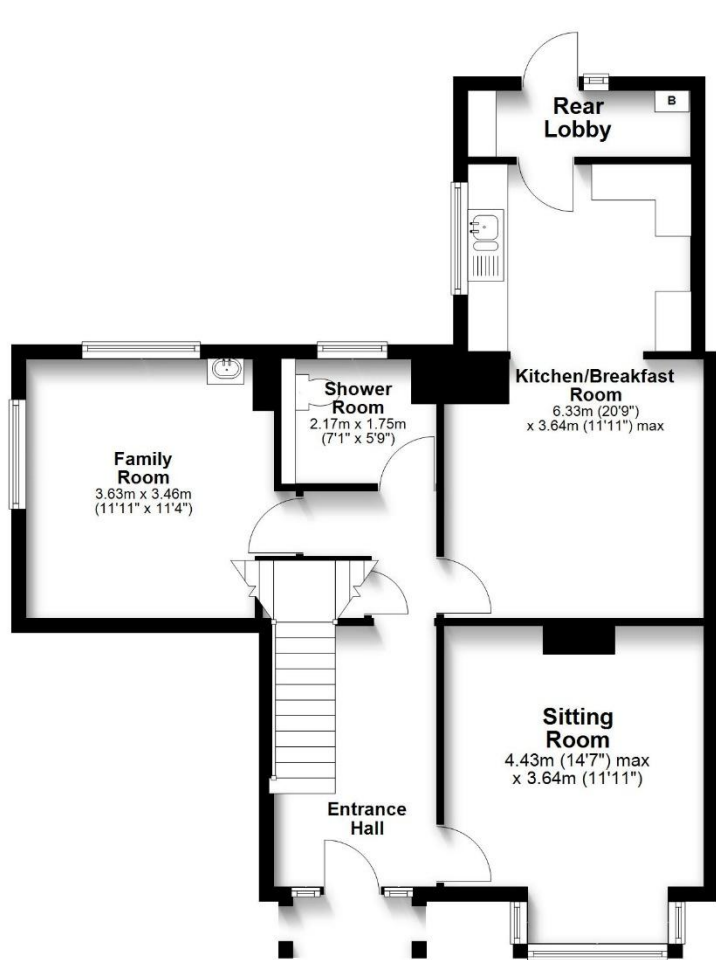 Rear
Lobby
B
Kitchen/Breakfast
Room
6.33m (20'9")
x 3.64m (11'11") max
Shower
Room
2.17m x 1.75m
(7'1" x 5'9")
Family
Room
3.63m x 3.46m
(11'11" x 11'4")
Sitting
Room
4.43m (14'7") max
x 3.64m (11'11")
Entrance
Hall